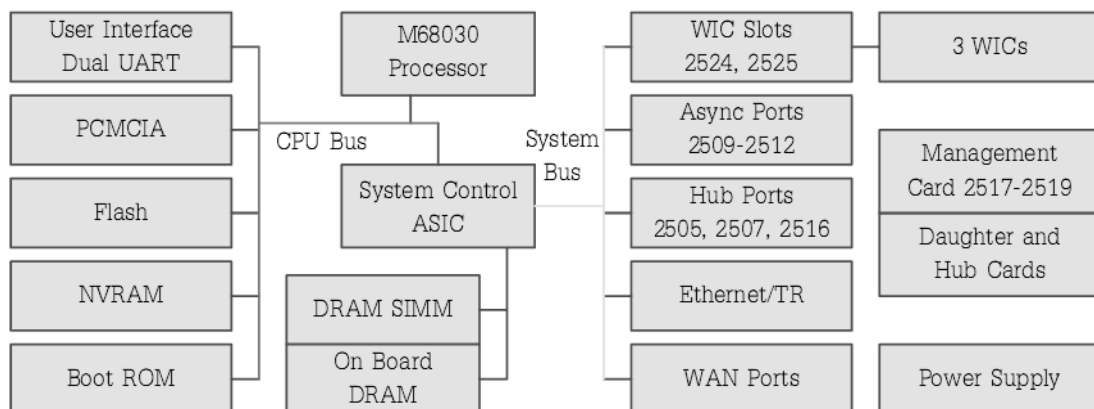 User Interface
Dual UART
PCMCIA
Flash
NVRAM
Boot ROM
M68030
Processor
CPU Bus
System Control
ASIC
DRAM SIMM
On Board
DRAM
System
Bus
WIC Slots
2524, 2525
Async Ports
2509-2512
Hub Ports
2505, 2507, 2516
Ethernet/TR
WAN Ports
3 WICs
Management
Card 2517-2519
Daughter and
Hub Cards
Power Supply